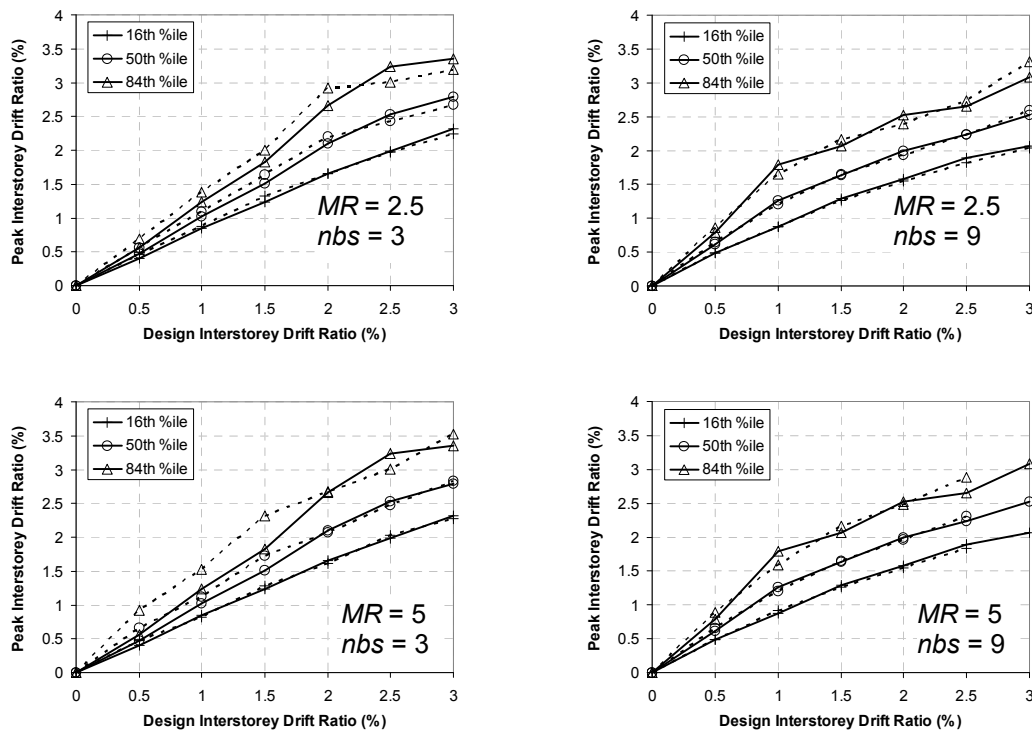 4
3.5
3
2.5
2
1.5
1
0.5
0
Peak Interstorey Drift Ratio (%)
16th %ile
50th %ile
84th %ile
MR = 2.5
nbs = 3
0 0.5 1 1.5 2 2.5 3
Design Interstorey Drift Ratio (%)
4
3.5
3
2.5
2
1.5
1
0.5
0
Peak Interstorey Drift Ratio (%)
16th %ile
50th %ile
84th %ile
MR = 2.5
nbs = 9
0 0.5 1 1.5 2 2.5 3
Design Interstorey Drift Ratio (%)
4
3.5
3
2.5
2
1.5
1
0.5
0
Peak Interstorey Drift Ratio (%)
16th %ile
50th %ile
84th %ile
MR = 5
nbs = 3
0 0.5 1 1.5 2 2.5 3
Design Interstorey Drift Ratio (%)
4
3.5
3
2.5
2
1.5
1
0.5
0
Peak Interstorey Drift Ratio (%)
16th %ile
50th %ile
84th %ile
MR = 5
nbs = 9
0 0.5 1 1.5 2 2.5 3
Design Interstorey Drift Ratio (%)